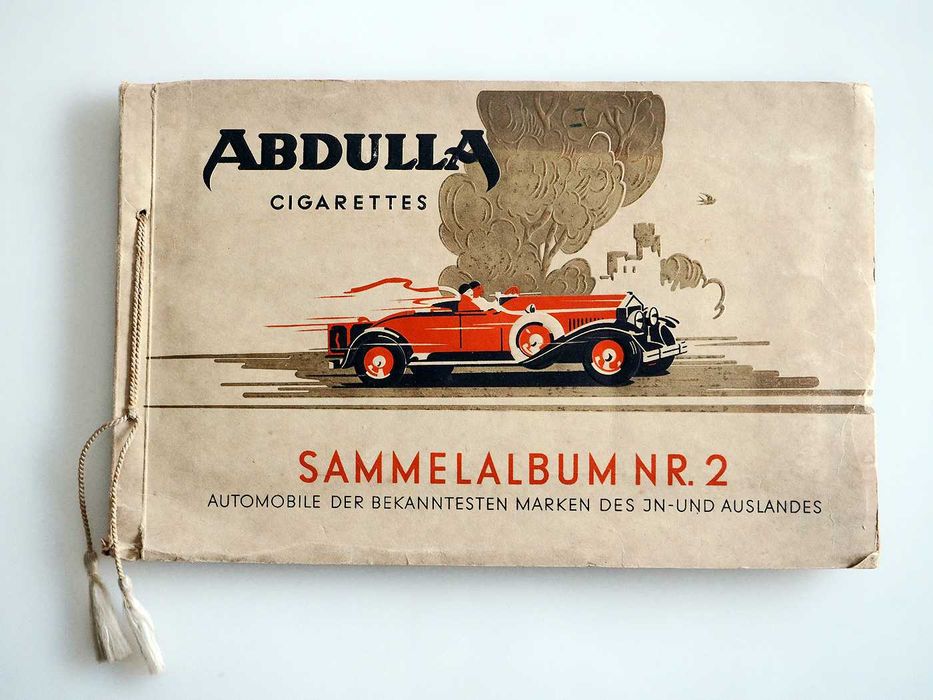 ABDULLA
CIGARETTES
SAMMELALBUM NR. 2
AUTOMOBILE DER BEKANNTESTEN MARKEN DES JN-UND AUSLANDES